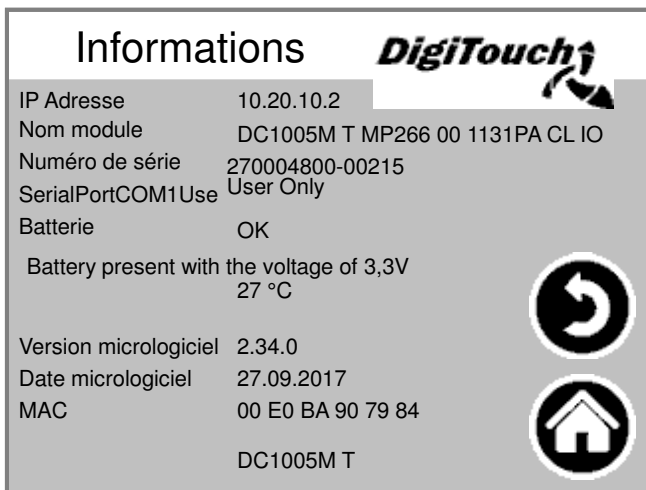 Informations
DigiTouch
IP Adresse 10.20.10.2
Nom module DC1005M T MP266 00 1131PA CL IO
Numéro de série 270004800-00215
SerialPortCOM1Use User Only
Batterie OK
Battery present with the voltage of 3,3V
27 °C
Version micrologiciel 2.34.0
Date micrologiciel 27.09.2017
MAC 00 E0 BA 90 79 84
DC1005M T